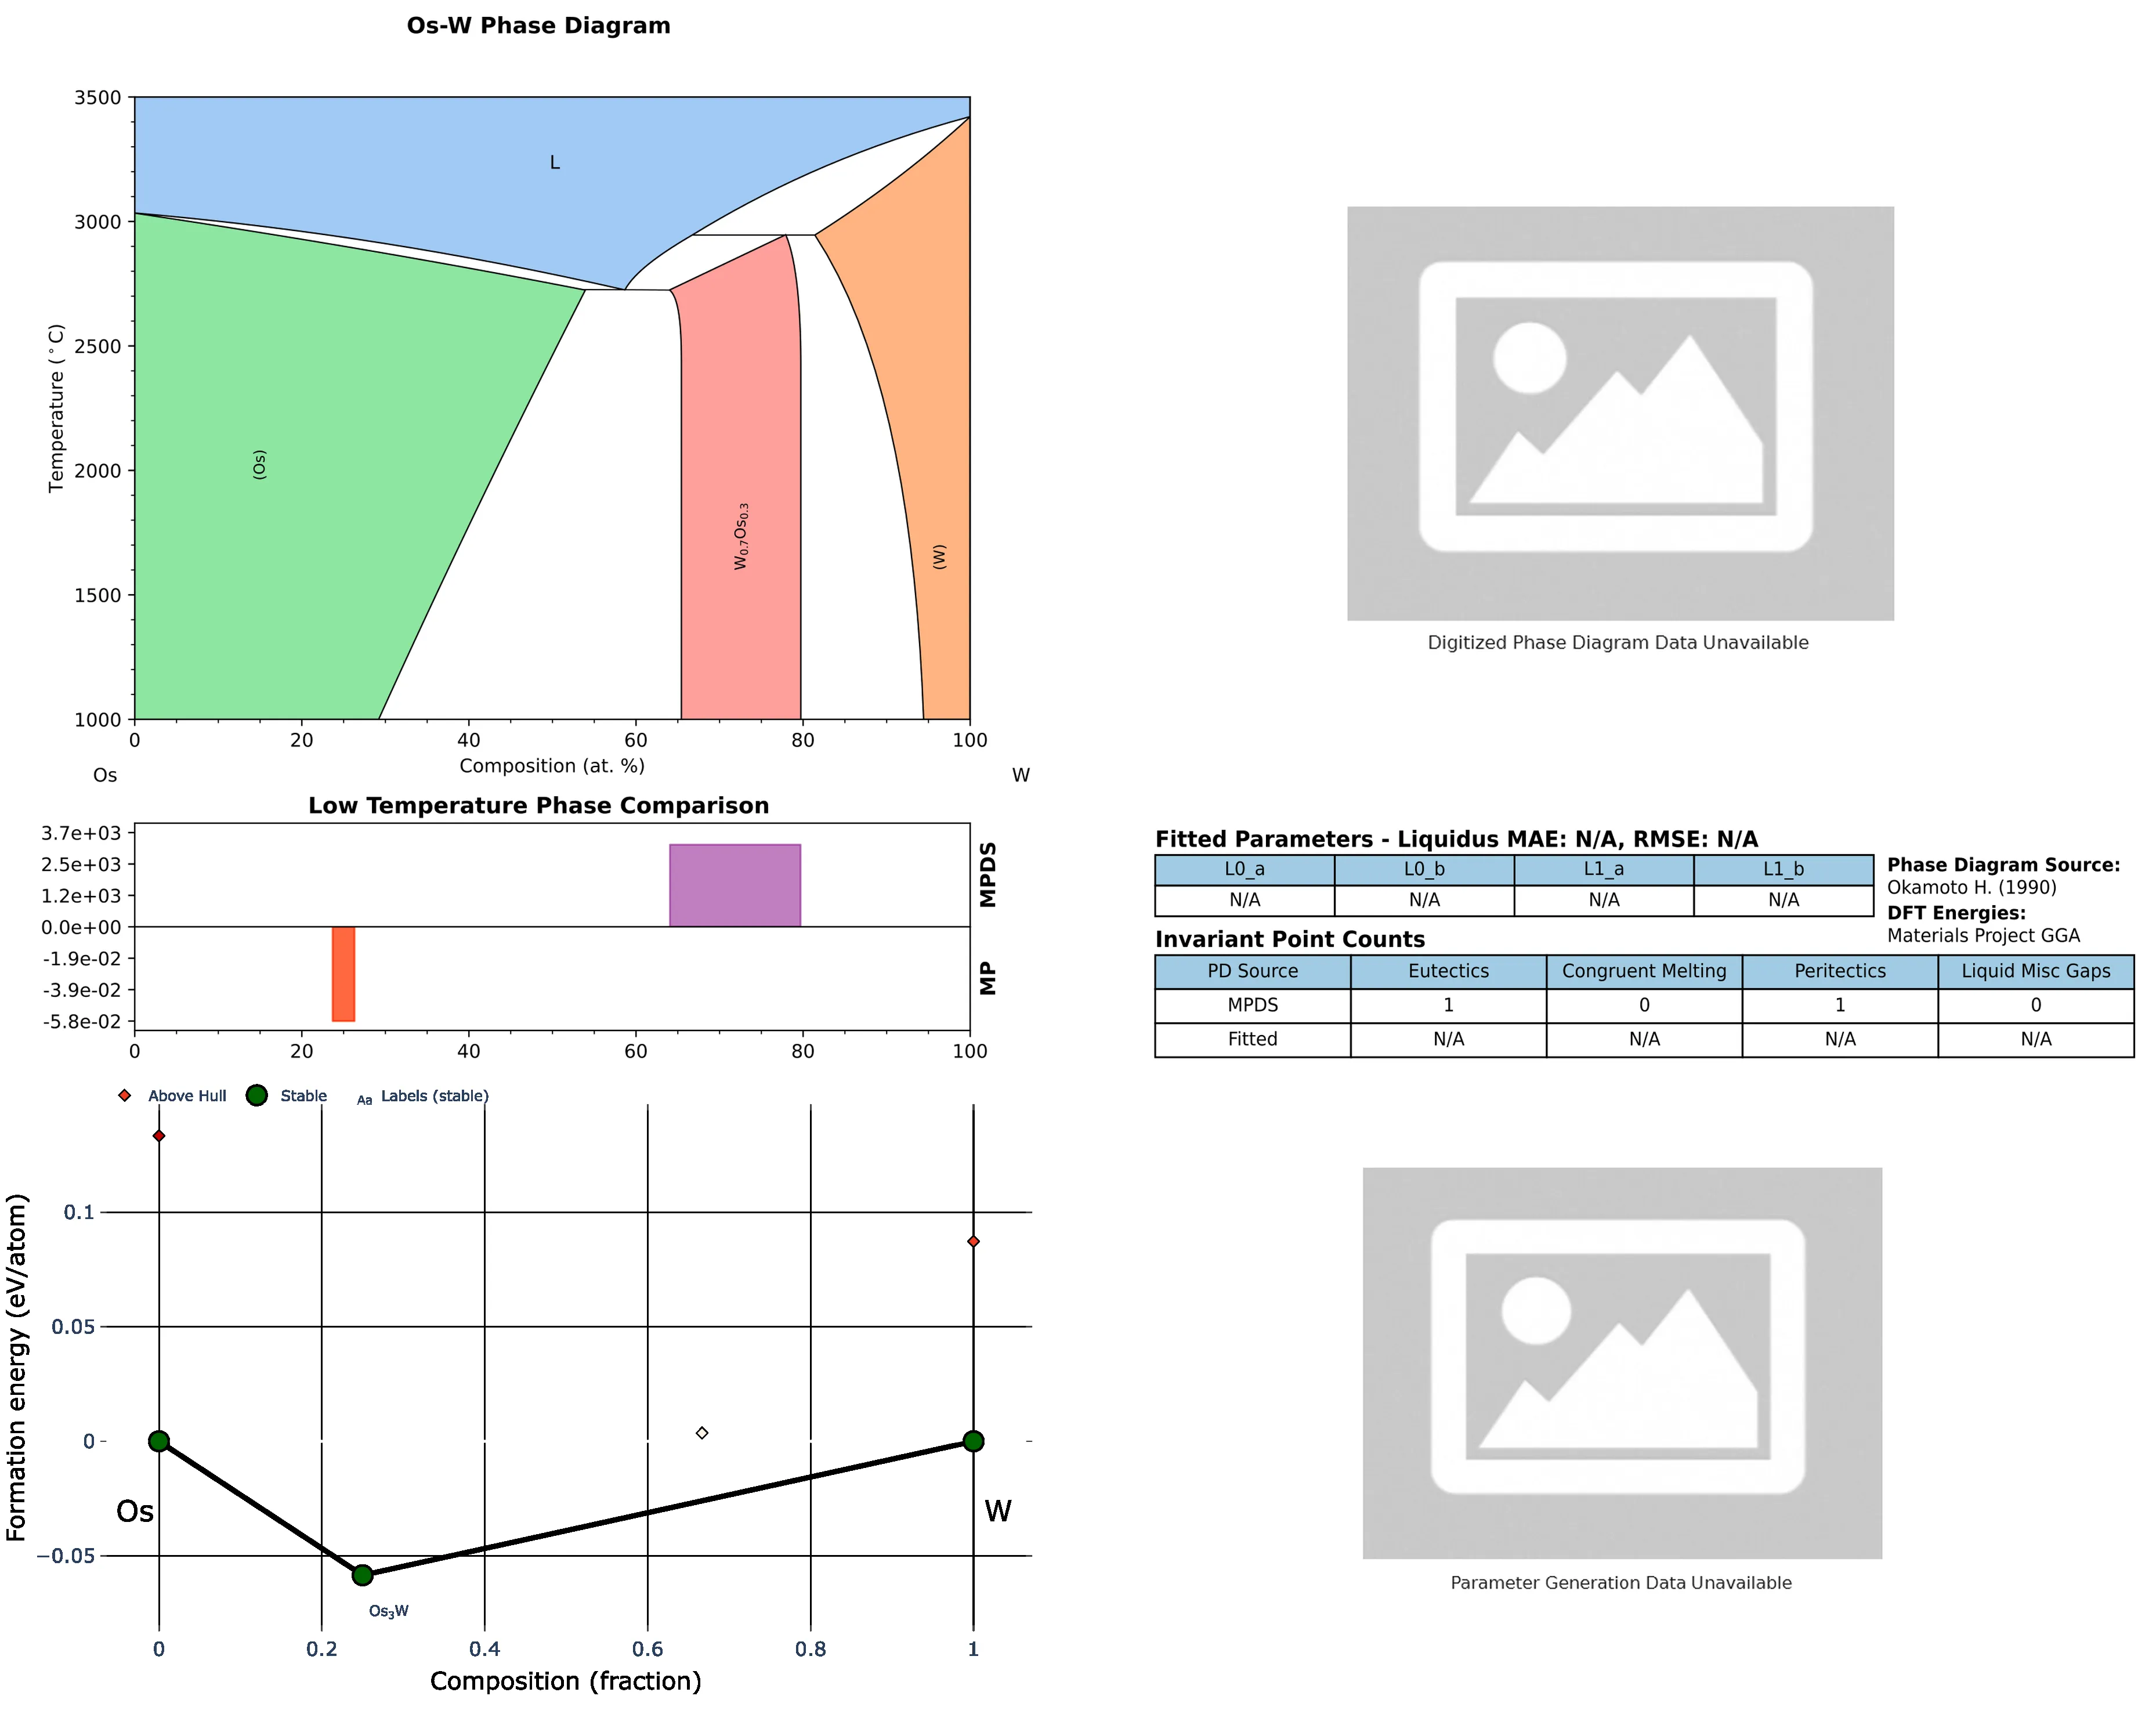 Os-W Phase Diagram
3500
3000
2500
2000
1500
1000
Temperature (°C)
L
(Os)
W0.7Os0.3
(W)
0 20 40 60 80 100
Composition (at. %)
Os W
Digitized Phase Diagram Data Unavailable
Low Temperature Phase Comparison
3.7e+03
2.5e+03
1.2e+03
0.0e+00
-1.9e-02
-3.9e-02
-5.8e-02
MPDS
MP
0 20 40 60 80 100
Fitted Parameters - Liquidus MAE: N/A, RMSE: N/A
L0_a L0_b L1_a L1_b
N/A N/A N/A N/A
Phase Diagram Source:
Okamoto H. (1990)
DFT Energies:
Materials Project GGA
Invariant Point Counts
PD Source Eutectics Congruent Melting Peritectics Liquid Misc Gaps
MPDS 1 0 1 0
Fitted N/A N/A N/A N/A
Above Hull Stable Aa Labels (stable)
0.1
0.05
0
−0.05
Formation energy (eV/atom)
Os W
Os3W
0 0.2 0.4 0.6 0.8 1
Composition (fraction)
Parameter Generation Data Unavailable